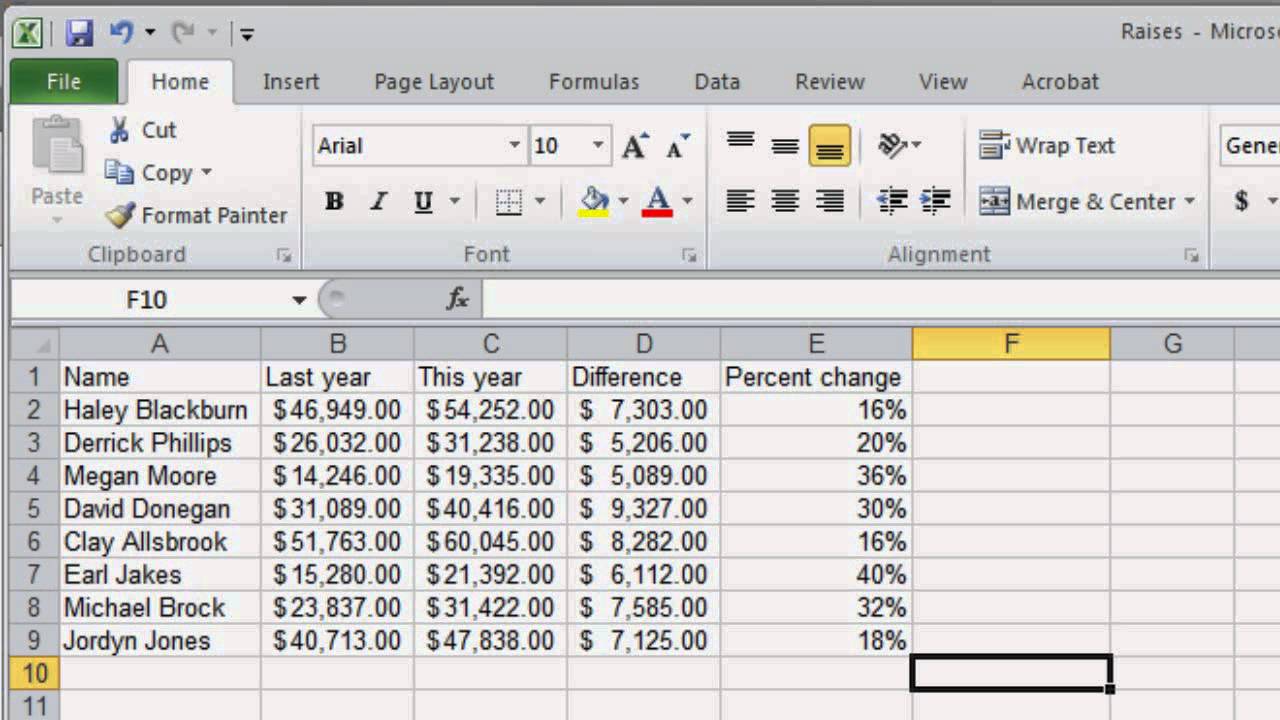 Raises - Micros
File Home Insert Page Layout Formulas Data Review View Acrobat
Cut
Copy
Paste
Format Painter
Clipboard
Arial 10 A A
B I U A
Font
Wrap Text
Merge & Center
Alignment
Gener
$
F10 fx
A B C D E F G
1 Name Last year This year Difference Percent change
2 Haley Blackburn $46,949.00 $54,252.00 $ 7,303.00 16%
3 Derrick Phillips $26,032.00 $31,238.00 $ 5,206.00 20%
4 Megan Moore $14,246.00 $19,335.00 $ 5,089.00 36%
5 David Donegan $31,089.00 $40,416.00 $ 9,327.00 30%
6 Clay Allsbrook $51,763.00 $60,045.00 $ 8,282.00 16%
7 Earl Jakes $15,280.00 $21,392.00 $ 6,112.00 40%
8 Michael Brock $23,837.00 $31,422.00 $ 7,585.00 32%
9 Jordyn Jones $40,713.00 $47,838.00 $ 7,125.00 18%
10
11